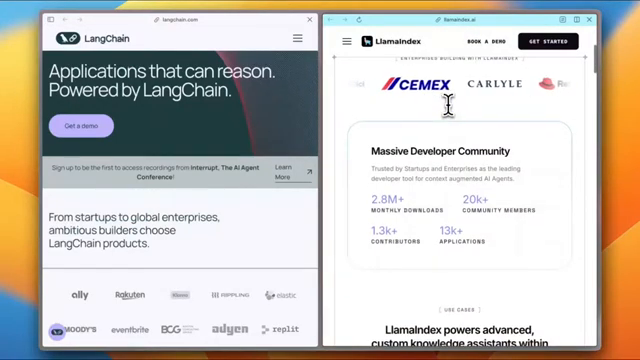 langchain.com
LangChain
Applications that can reason.
Powered by LangChain.
Get a demo
Sign up to be the first to access recordings from Interrupt, The AI Agent
Conference!
Learn
More
From startups to global enterprises,
ambitious builders choose
LangChain products.
ally
Rakuten
RIPPLING
elastic
MOODY'S
eventbrite
BCG
adyen
replit
llamaindex.ai
LlamaIndex
BOOK A DEMO
GET STARTED
[ ENTERPRISES BUILDING WITH LLAMAINDEX ]
CEMEX
CARLYLE
Massive Developer Community
Trusted by Startups and Enterprises as the leading
developer tool for context augmented AI Agents.
2.8M+
MONTHLY DOWNLOADS
20k+
COMMUNITY MEMBERS
1.3k+
CONTRIBUTORS
13k+
APPLICATIONS
[ USE CASES ]
LlamaIndex powers advanced,
custom knowledge assistants within